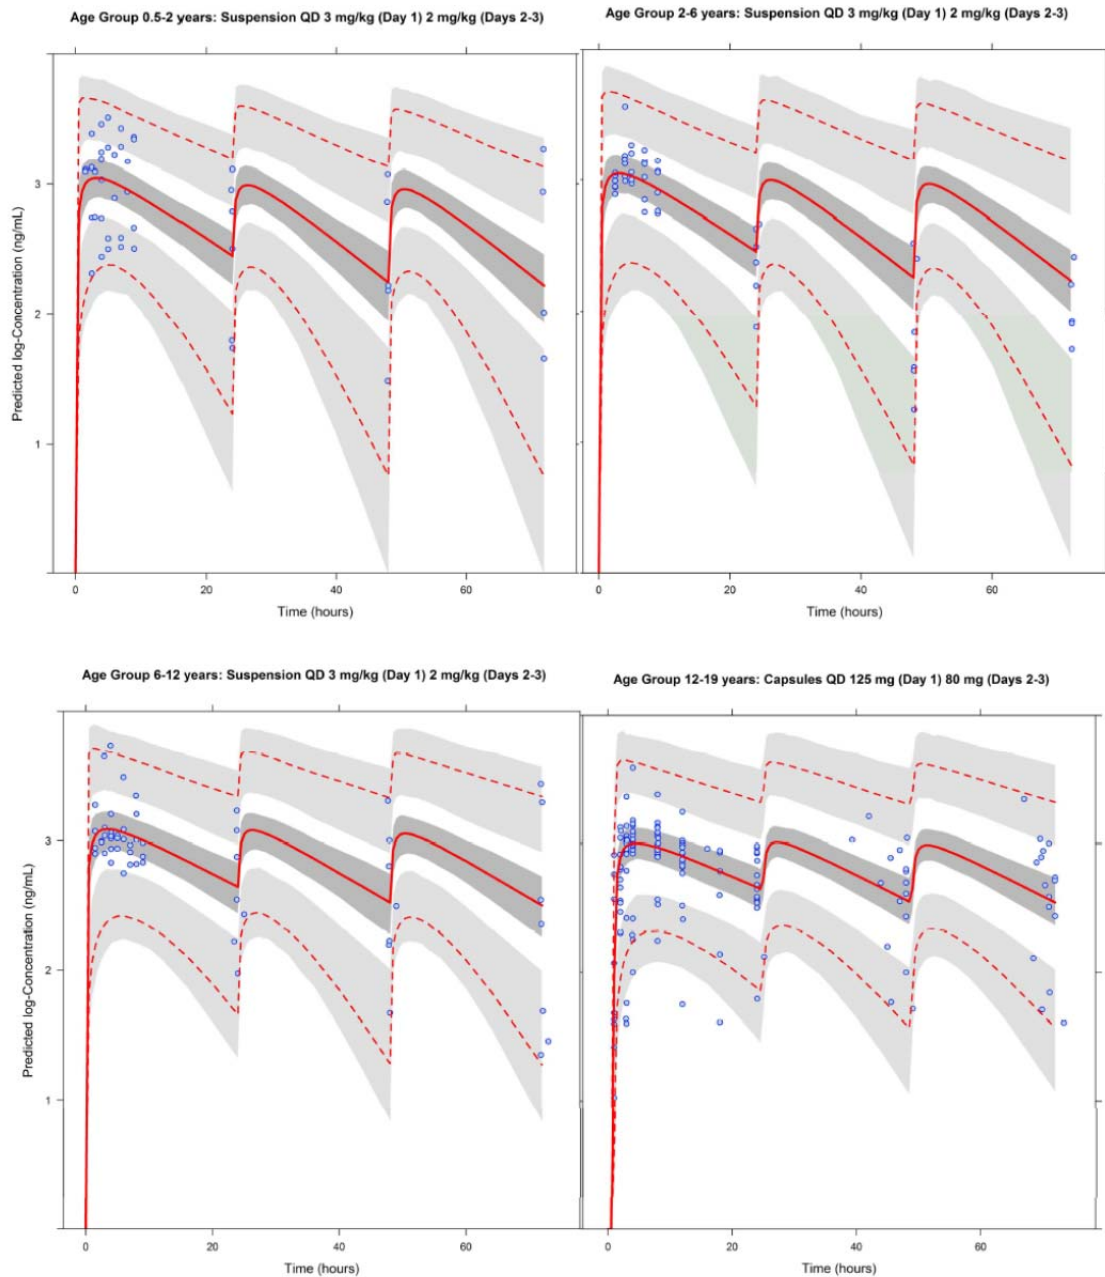 Age Group 0.5-2 years: Suspension QD 3 mg/kg (Day 1) 2 mg/kg (Days 2-3)
Predicted log-Concentration (ng/mL)
3
2
1
0
20
40
60
Time (hours)
Age Group 2-6 years: Suspension QD 3 mg/kg (Day 1) 2 mg/kg (Days 2-3)
0
20
40
60
Time (hours)
Age Group 6-12 years: Suspension QD 3 mg/kg (Day 1) 2 mg/kg (Days 2-3)
Predicted log-Concentration (ng/mL)
3
2
1
0
20
40
60
Time (hours)
Age Group 12-19 years: Capsules QD 125 mg (Day 1) 80 mg (Days 2-3)
0
20
40
60
Time (hours)